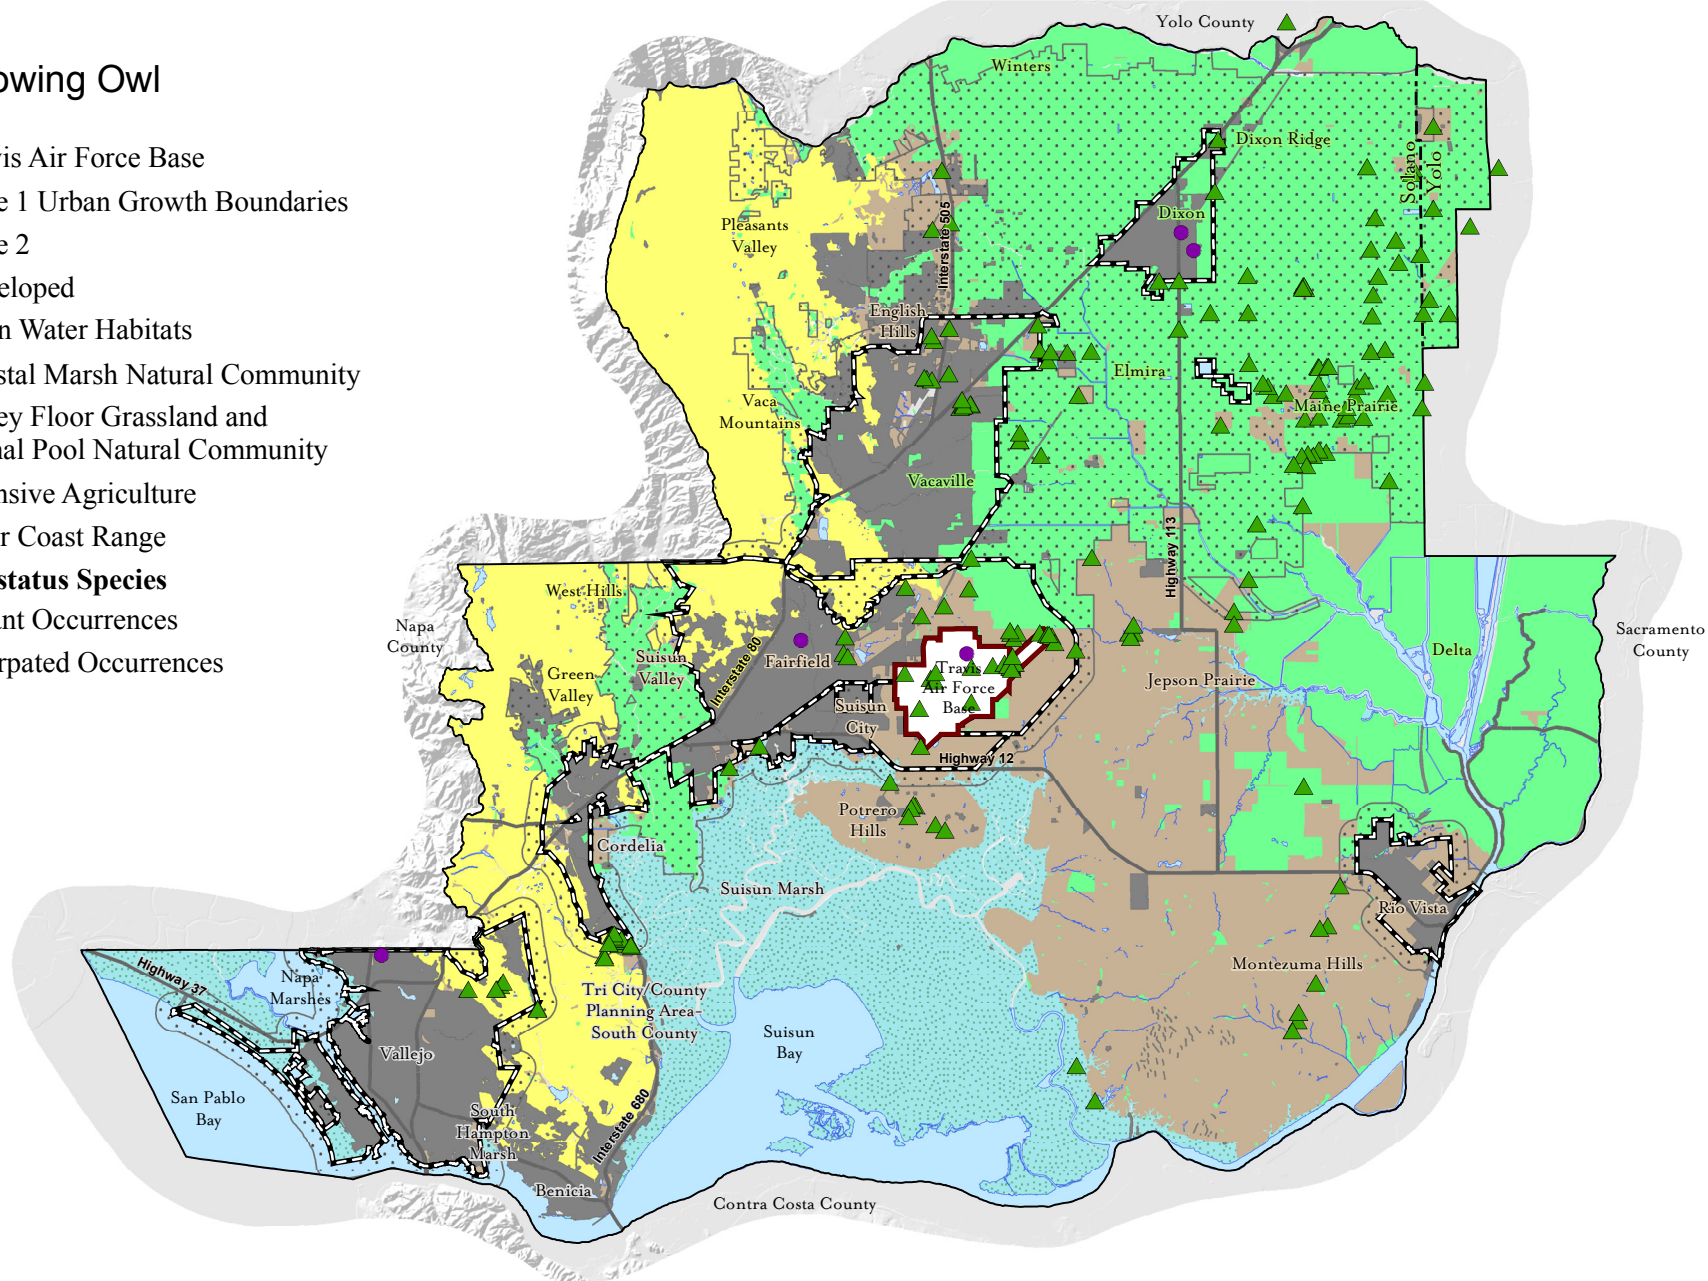 owing Owl
vis Air Force Base
e 1 Urban Growth Boundaries
e 2
eloped
n Water Habitats
stal Marsh Natural Community
ey Floor Grassland and
nal Pool Natural Community
nsive Agriculture
r Coast Range
status Species
nt Occurrences
rpated Occurrences
Yolo County
Winters
Dixon Ridge
Solano
Yolo
Dixon
Pleasants
Valley
Interstate 505
English
Hills
Elmira
Vaca
Mountains
Maine Prairie
Vacaville
Highway 113
West Hills
Napa
County
Sacramento
County
Suisun
Valley
Interstate 80
Fairfield
Travis
Air Force
Base
Delta
Green
Valley
Jepson Prairie
Suisun
City
Highway 12
Potrero
Hills
Cordelia
Suisun Marsh
Rio Vista
Highway 37
Napa
Marshes
Montezuma Hills
Tri City/County
Planning Area-
South County
Suisun
Bay
Vallejo
San Pablo
Bay
South
Hampton
Marsh
Interstate 680
Benicia
Contra Costa County